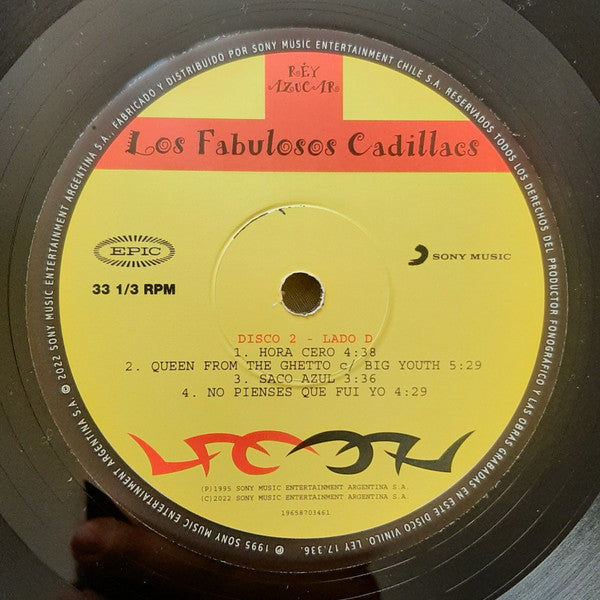 RÉY
AZUCAR
Los Fabulosos Cadillacs
EPIC
33 1/3 RPM
SONY MUSIC
DISCO 2 - LADO D
1. HORA CERO 4:38
2. QUEEN FROM THE GHETTO c/ BIG YOUTH 5:29
3. SACO AZUL 3:36
4. NO PIENSES QUE FUI YO 4:29
LFC LFC
(P)1995 SONY MUSIC ENTERTAINMENT ARGENTINA S.A.
(C)2022 SONY MUSIC ENTERTAINMENT ARGENTINA S.A.
19658703461
℗ 1995 SONY MUSIC ENTERTAINMENT ARGENTINA S.A. © 2022 SONY MUSIC ENTERTAINMENT ARGENTINA S.A. FABRICADO Y DISTRIBUIDO POR SONY MUSIC ENTERTAINMENT CHILE S.A. RESERVADOS TODOS LOS DERECHOS DEL PRODUCTOR FONOGRÁFICO Y LAS OBRAS GRABADAS EN ESTE DISCO VINILO. LEY 17.336.